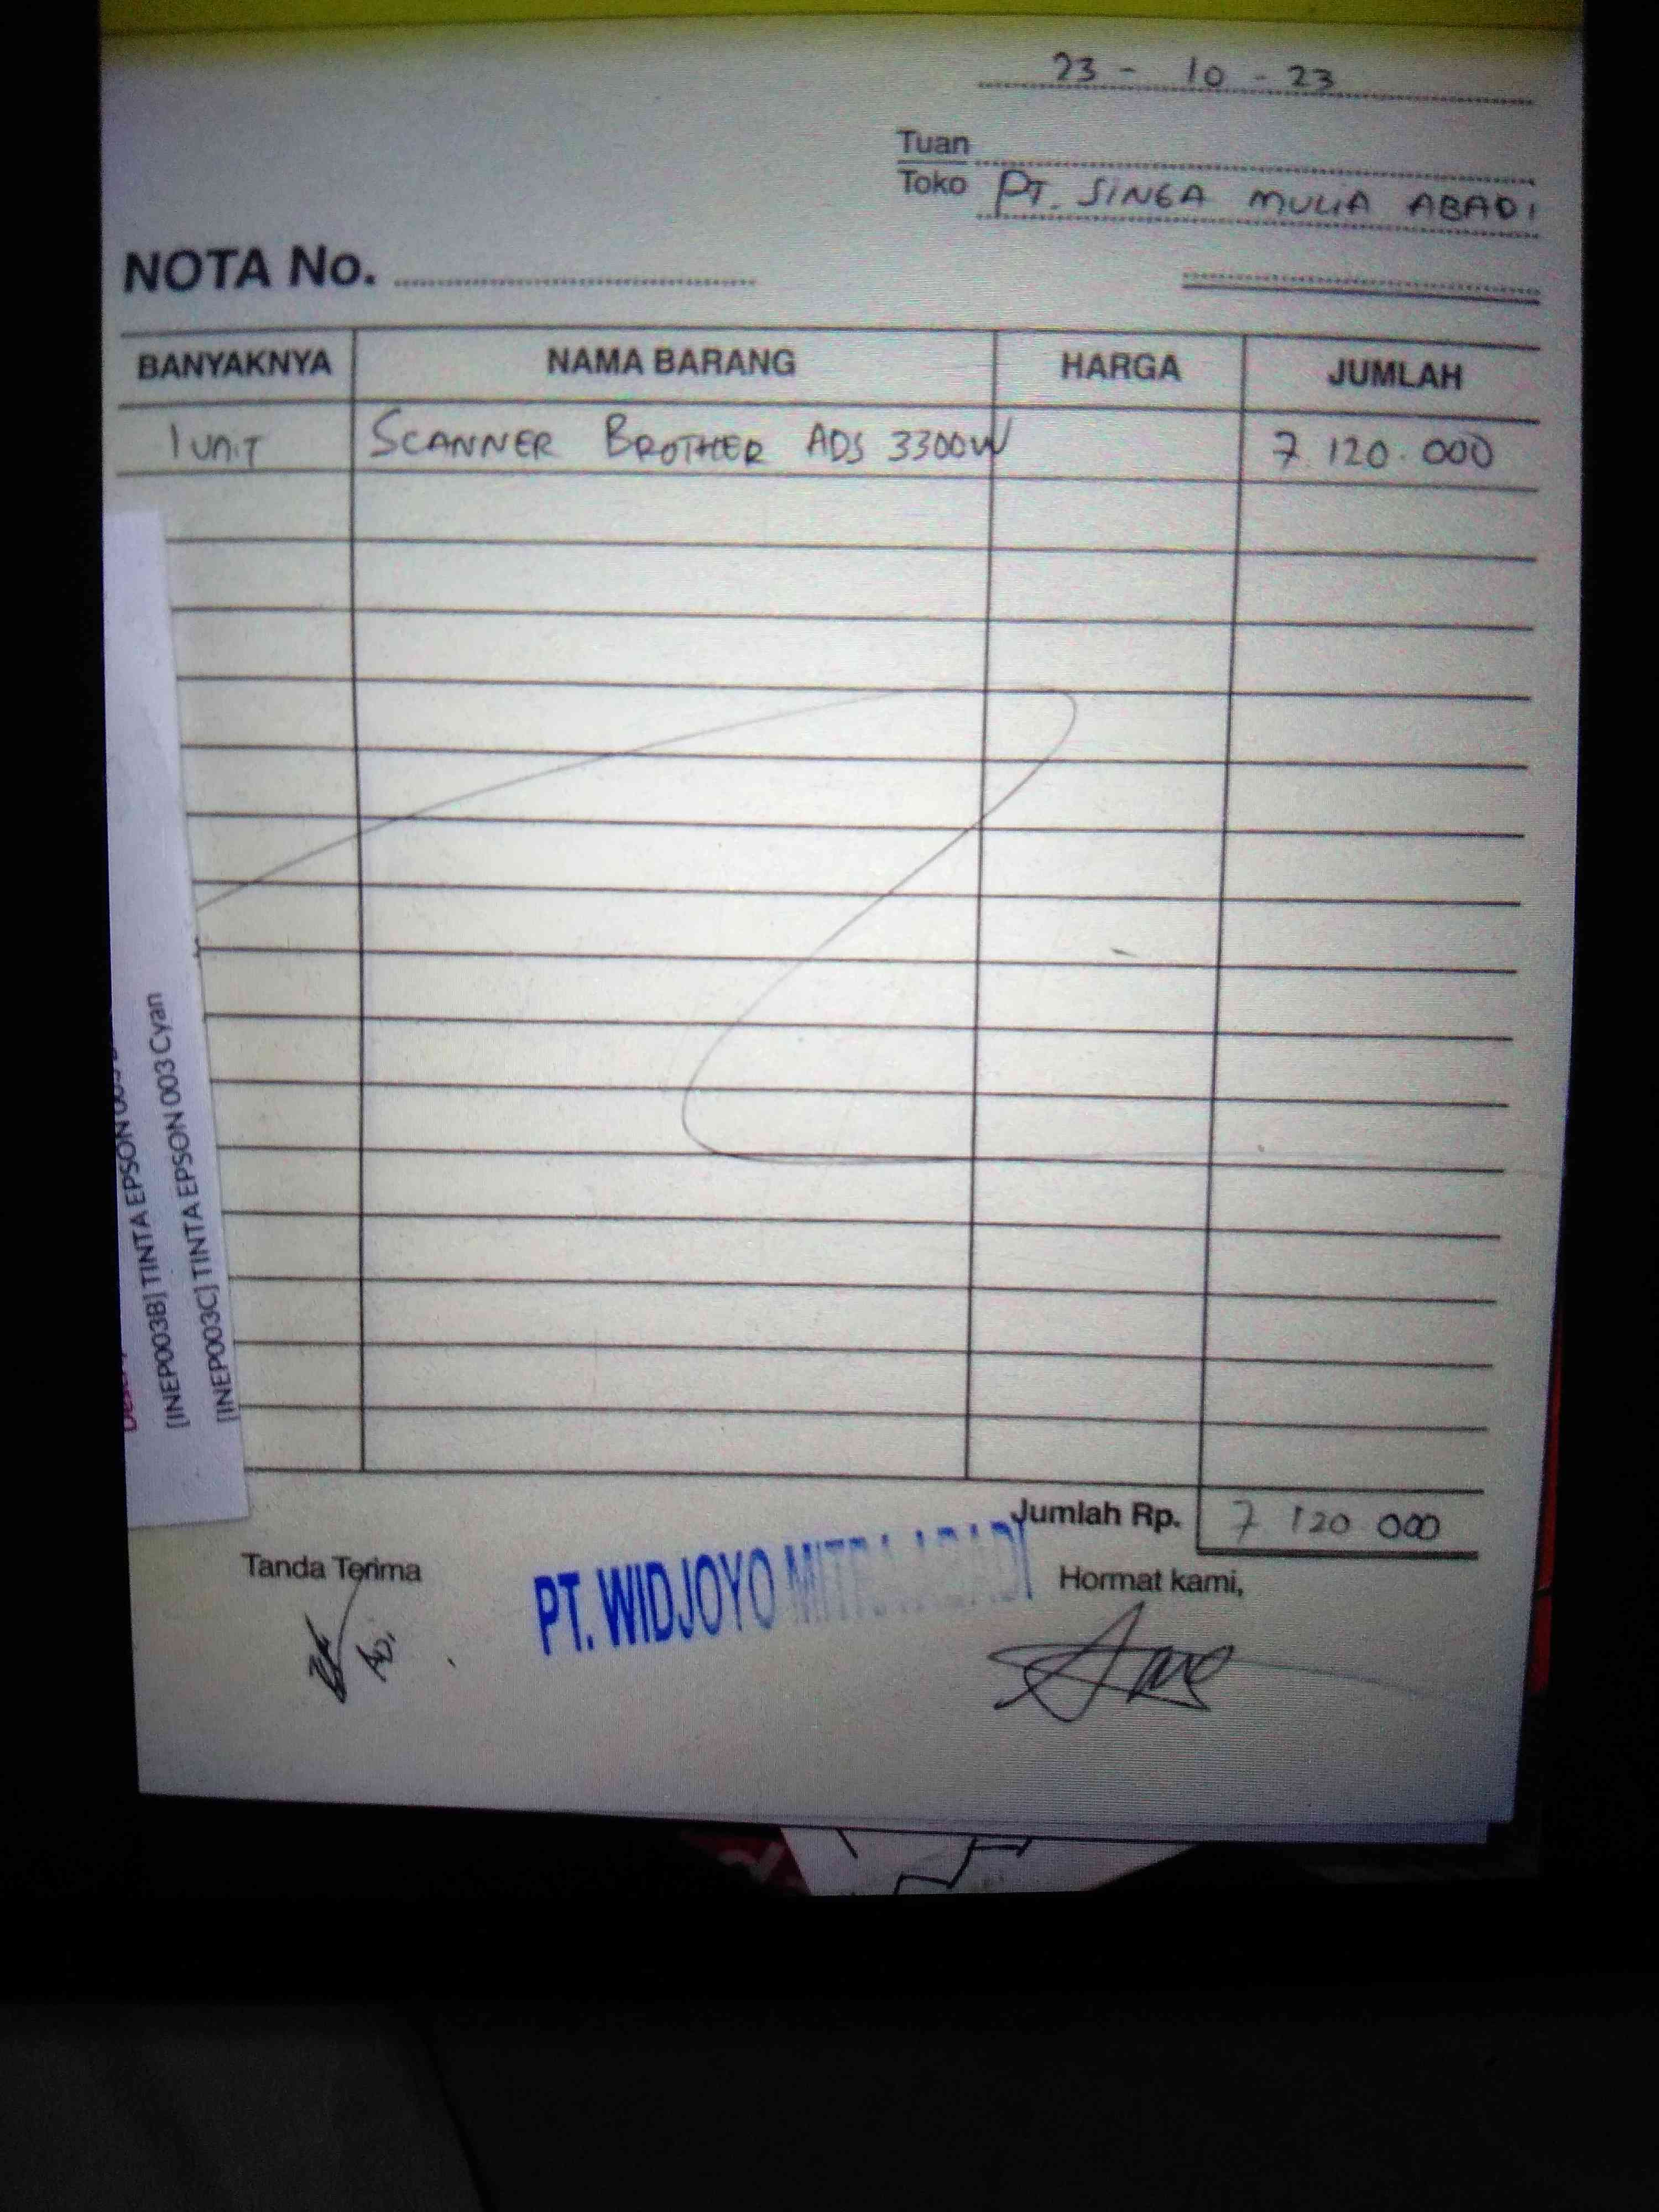 23 - 10 - 23
Tuan
Toko PT. SINGA MULIA ABADI
NOTA No.
BANYAKNYA NAMA BARANG HARGA JUMLAH
1 UNIT SCANNER BROTHER ADS 3300W 7.120.000
[INEP003B] TINTA EPSON
[INEP003C] TINTA EPSON 003 Cyan
Jumlah Rp. 7 120 000
Tanda Terima
PT. WIDJOYO MITRA ABADI
Hormat kami,